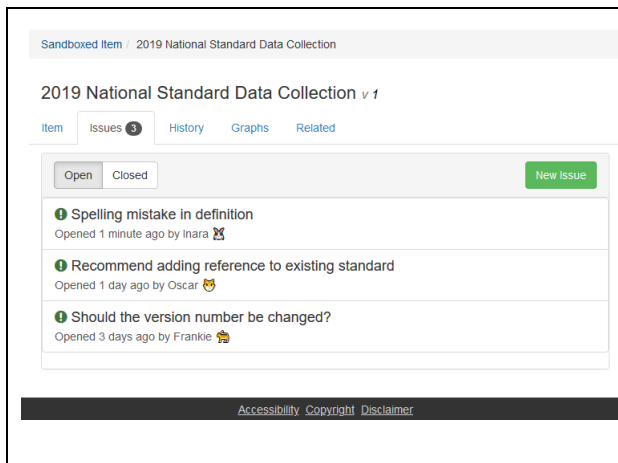 Sandboxed Item / 2019 National Standard Data Collection
2019 National Standard Data Collection v 1
Item Issues 3 History Graphs Related
Open Closed New Issue
Spelling mistake in definition
Opened 1 minute ago by Inara
Recommend adding reference to existing standard
Opened 1 day ago by Oscar
Should the version number be changed?
Opened 3 days ago by Frankie
Accessibility Copyright Disclaimer